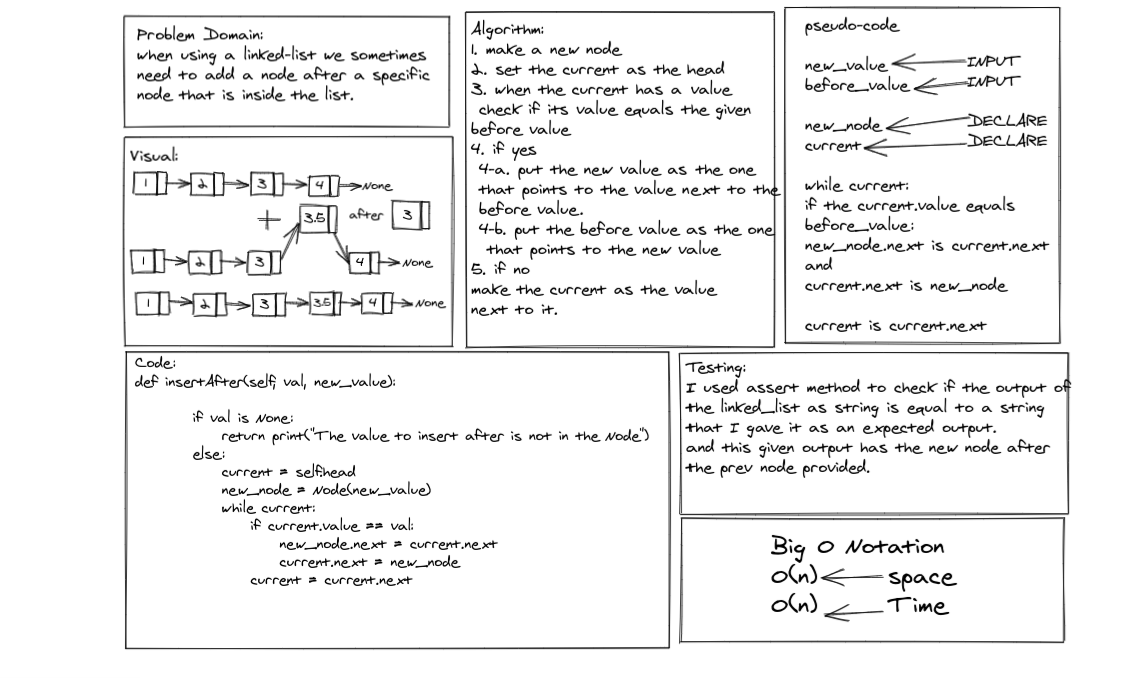 Problem Domain:
when using a linked-list we sometimes
need to add a node after a specific
node that is inside the list.
Visual:
1 2 3 4 None
+ 3.5 after 3
1 2 3 4 None
1 2 3 3.5 4 None
Algorithm:
1. make a new node
2. set the current as the head
3. when the current has a value
check if its value equals the given
before value
4. if yes
4-a. put the new value as the one
that points to the value next to the
before value.
4-b. put the before value as the one
that points to the new value
5. if no
make the current as the value
next to it.
pseudo-code
new_value INPUT
before_value INPUT
new_node DECLARE
current DECLARE
while current:
if the current.value equals
before_value:
new_node.next is current.next
and
current.next is new_node
current is current.next
Code:
def insertAfter(self, val, new_value):
if val is None:
return print("The value to insert after is not in the Node")
else:
current = self.head
new_node = Node(new_value)
while current:
if current.value == val:
new_node.next = current.next
current.next = new_node
current = current.next
Testing:
I used assert method to check if the output of
the linked_list as string is equal to a string
that I gave it as an expected output.
and this given output has the new node after
the prev node provided.
Big O Notation
O(n) space
O(n) Time